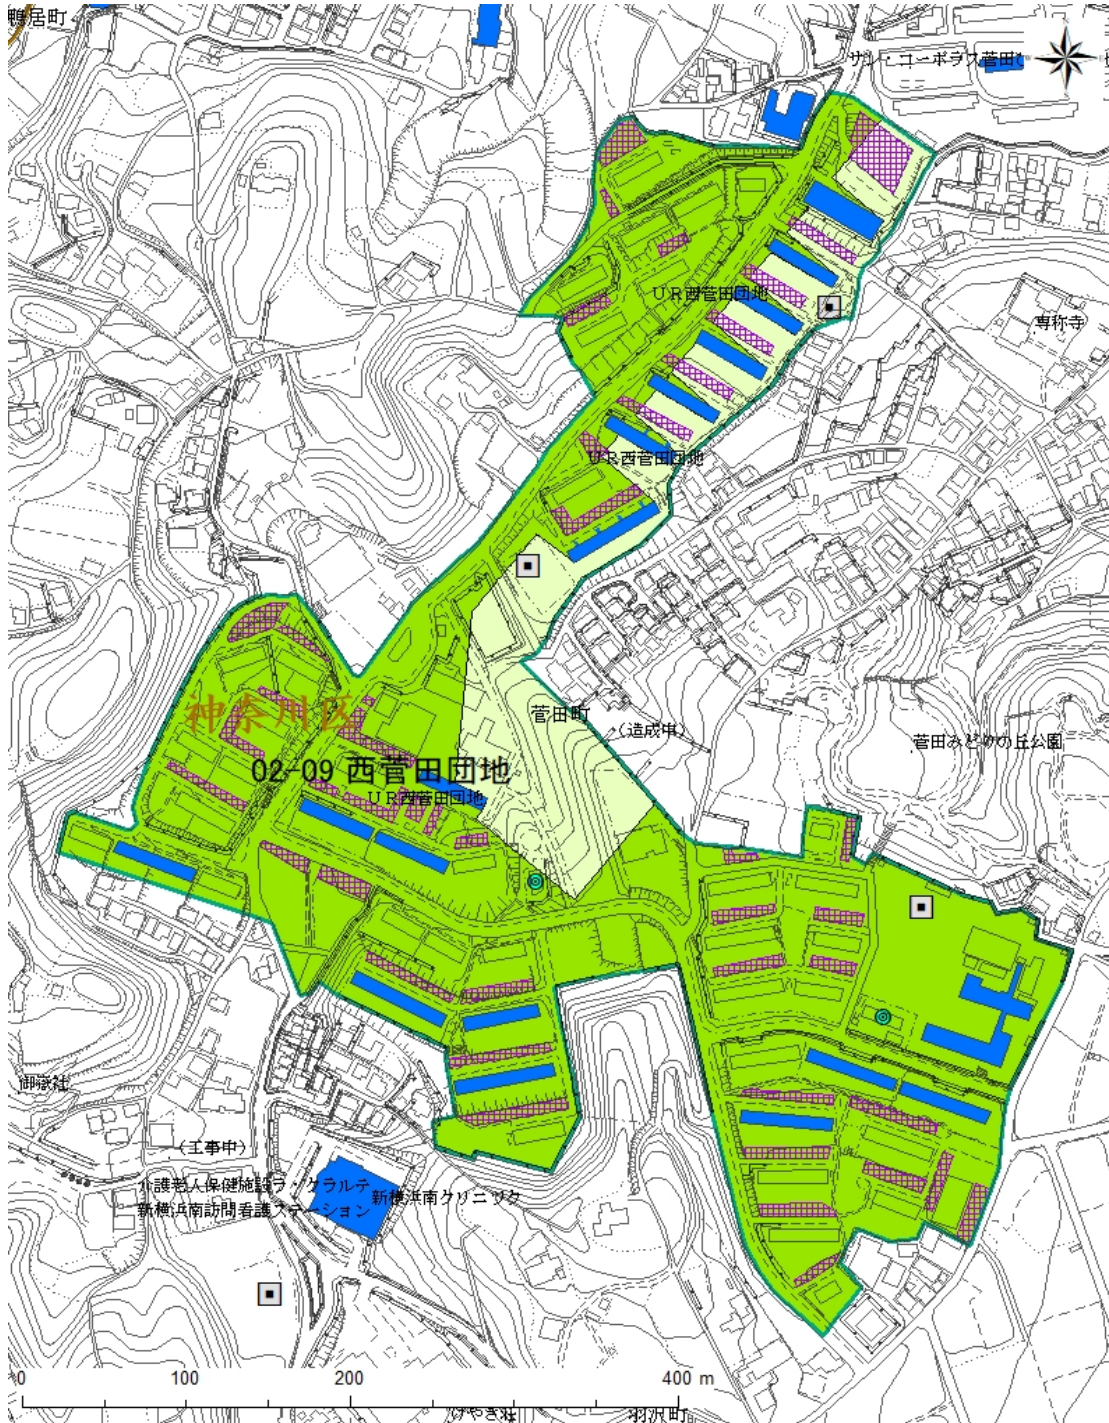 鴨居町
サン・コーポラス菅田
専称寺
UR西菅田団地
UR西菅田団地
神奈川区
菅田町
(造成中)
菅田みどりの丘公園
02-09 西菅田団地
UR西菅田団地
御嶽社
(工事中)
介護老人保健施設ラ・クラルテ
新横浜南クリニック
新横浜南訪問看護ステーション
0 100 200 400 m
けやき荘
羽沢町